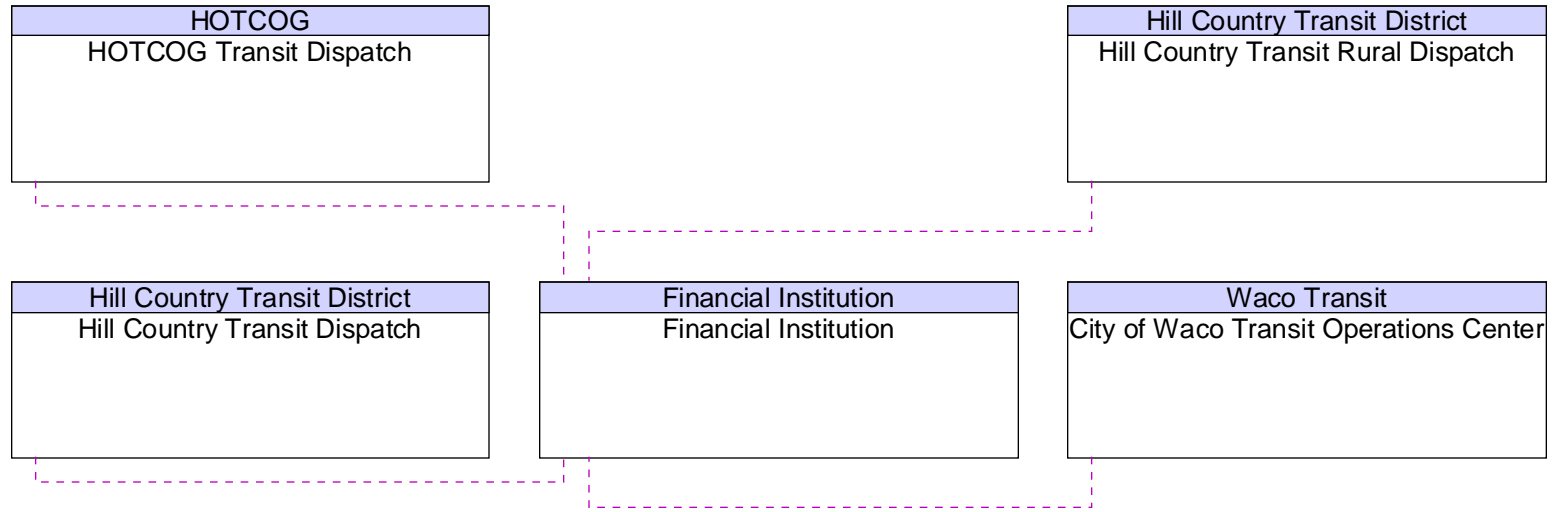 HOTCOG
HOTCOG Transit Dispatch
Hill Country Transit District
Hill Country Transit Rural Dispatch
Hill Country Transit District
Hill Country Transit Dispatch
Financial Institution
Financial Institution
Waco Transit
City of Waco Transit Operations Center